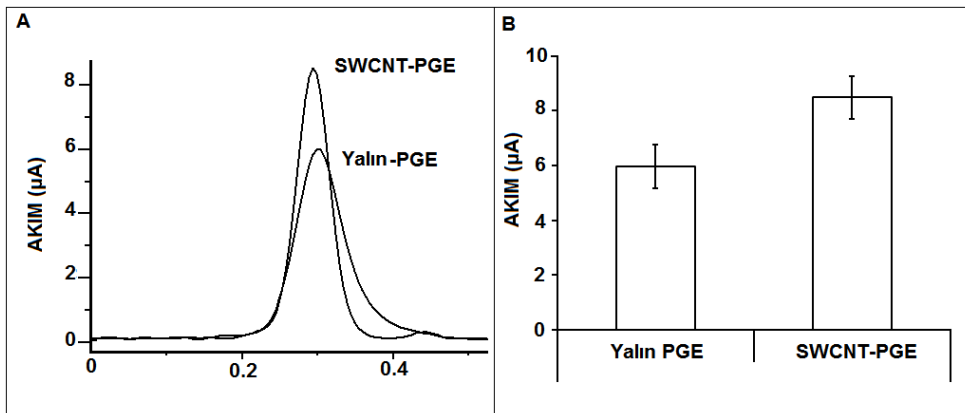 A
SWCNT-PGE
Yalın-PGE
AKIM (µA)
8
6
4
2
0
0
0.2
0.4
B
AKIM (µA)
10
8
6
4
2
0
Yalın PGE
SWCNT-PGE